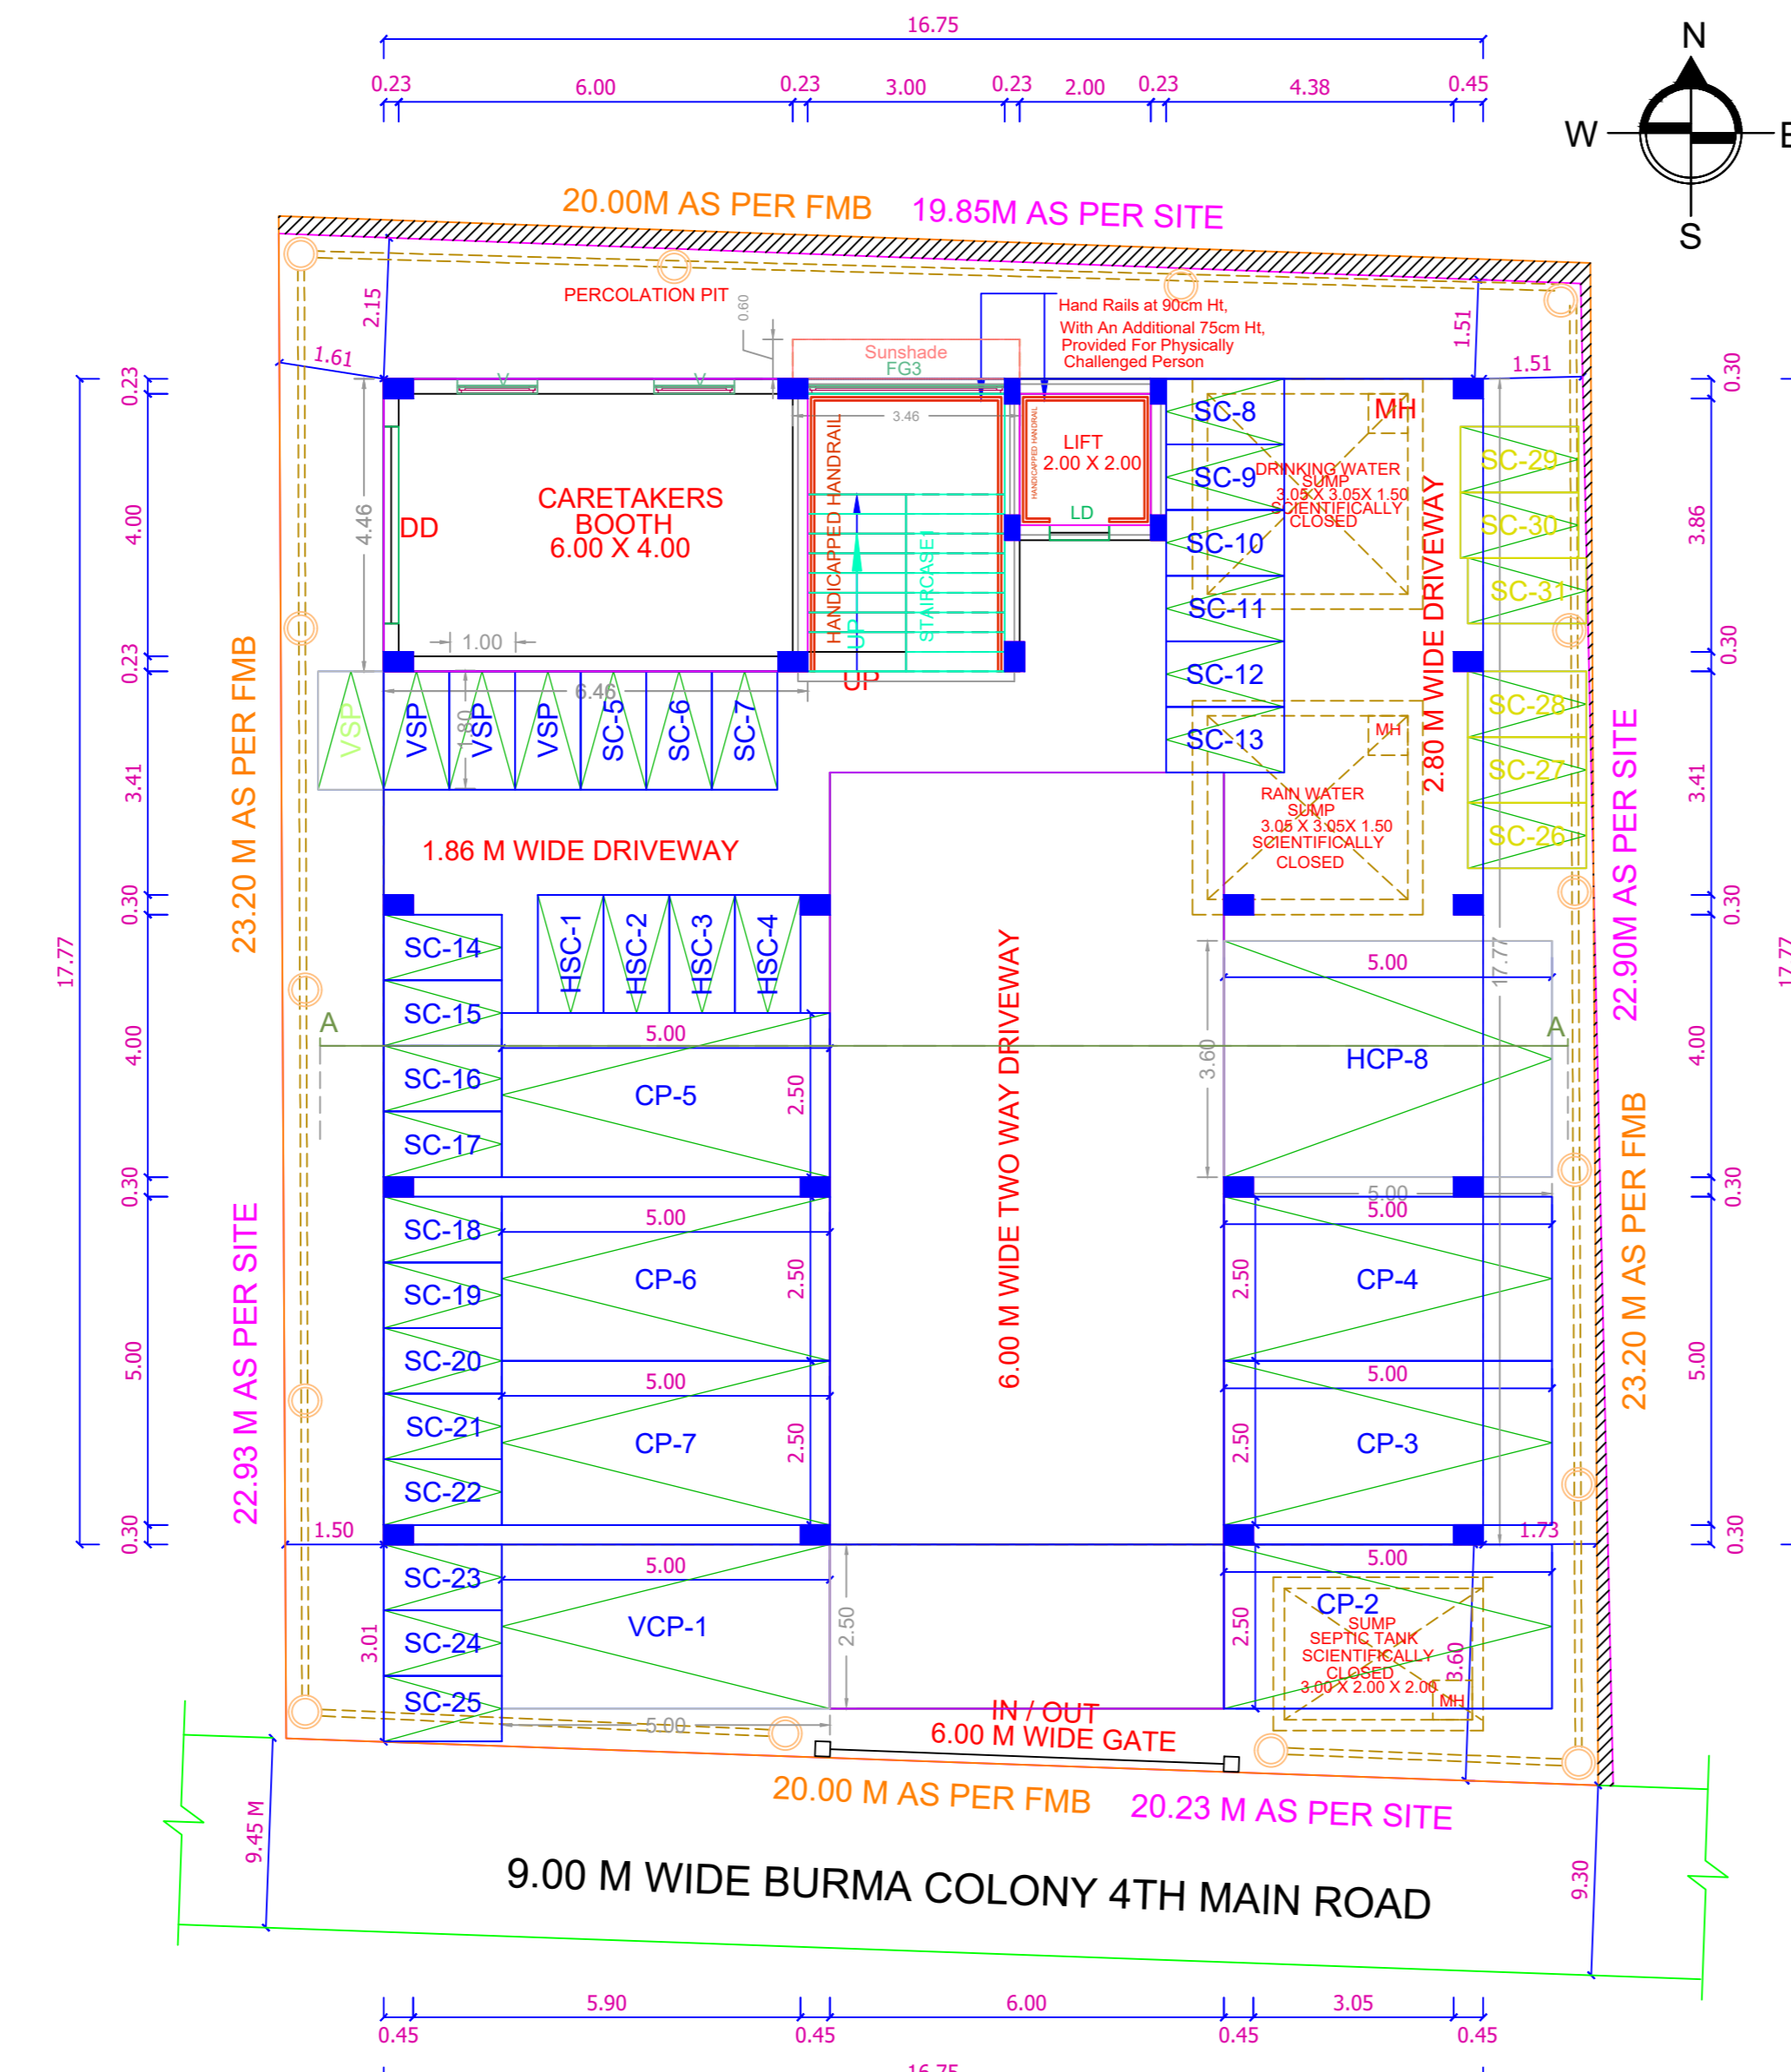 16.75
0.23
6.00
0.23
3.00
0.23
2.00
0.23
4.38
0.45
N
W
E
S
20.00M AS PER FMB
19.85M AS PER SITE
2.15
PERCOLATION PIT
0.60
Hand Rails at 90cm Ht,
With An Additional 75cm Ht,
Provided For Physically
Challenged Person
1.51
1.61
1.51
Sunshade
FG3
V
V
0.23
4.00
0.23
3.41
0.30
4.00
0.30
5.00
0.30
17.77
4.46
DD
CARETAKERS
BOOTH
6.00 X 4.00
1.00
HANDICAPPED HANDRAIL
3.46
UP
STAIRCASE1
UP
HANDICAPPED HANDRAIL
LIFT
2.00 X 2.00
LD
SC-8
SC-9
SC-10
SC-11
SC-12
SC-13
MH
DRINKING WATER
SUMP
3.05 X 3.05X 1.50
SCIENTIFICALLY
CLOSED
2.80 M WIDE DRIVEWAY
SC-29
SC-30
SC-31
SC-28
SC-27
SC-26
0.30
3.86
0.30
3.41
0.30
4.00
0.30
5.00
0.30
17.77
23.20 M AS PER FMB
22.93 M AS PER SITE
VSP
VSP
VSP
VSP
SC-5
SC-6
SC-7
6.46
1.80
MH
RAIN WATER
SUMP
3.05 X 3.05X 1.50
SCIENTIFICALLY
CLOSED
22.90M AS PER SITE
23.20 M AS PER FMB
1.86 M WIDE DRIVEWAY
HSC-1
HSC-2
HSC-3
HSC-4
SC-14
SC-15
SC-16
SC-17
A
A
5.00
CP-5
2.50
6.00 M WIDE TWO WAY DRIVEWAY
5.00
17.77
3.60
HCP-8
5.00
SC-18
SC-19
SC-20
SC-21
SC-22
5.00
CP-6
2.50
5.00
CP-7
2.50
5.00
CP-4
2.50
5.00
CP-3
2.50
1.50
1.73
SC-23
SC-24
SC-25
3.01
5.00
VCP-1
2.50
5.00
5.00
CP-2
2.50
SUMP
SEPTIC TANK
SCIENTIFICALLY
CLOSED
3.00 X 2.00 X 2.00
MH
3.60
IN / OUT
6.00 M WIDE GATE
20.00 M AS PER FMB
20.23 M AS PER SITE
9.45 M
9.00 M WIDE BURMA COLONY 4TH MAIN ROAD
9.30
5.90
6.00
3.05
0.45
0.45
0.45
0.45
16.75